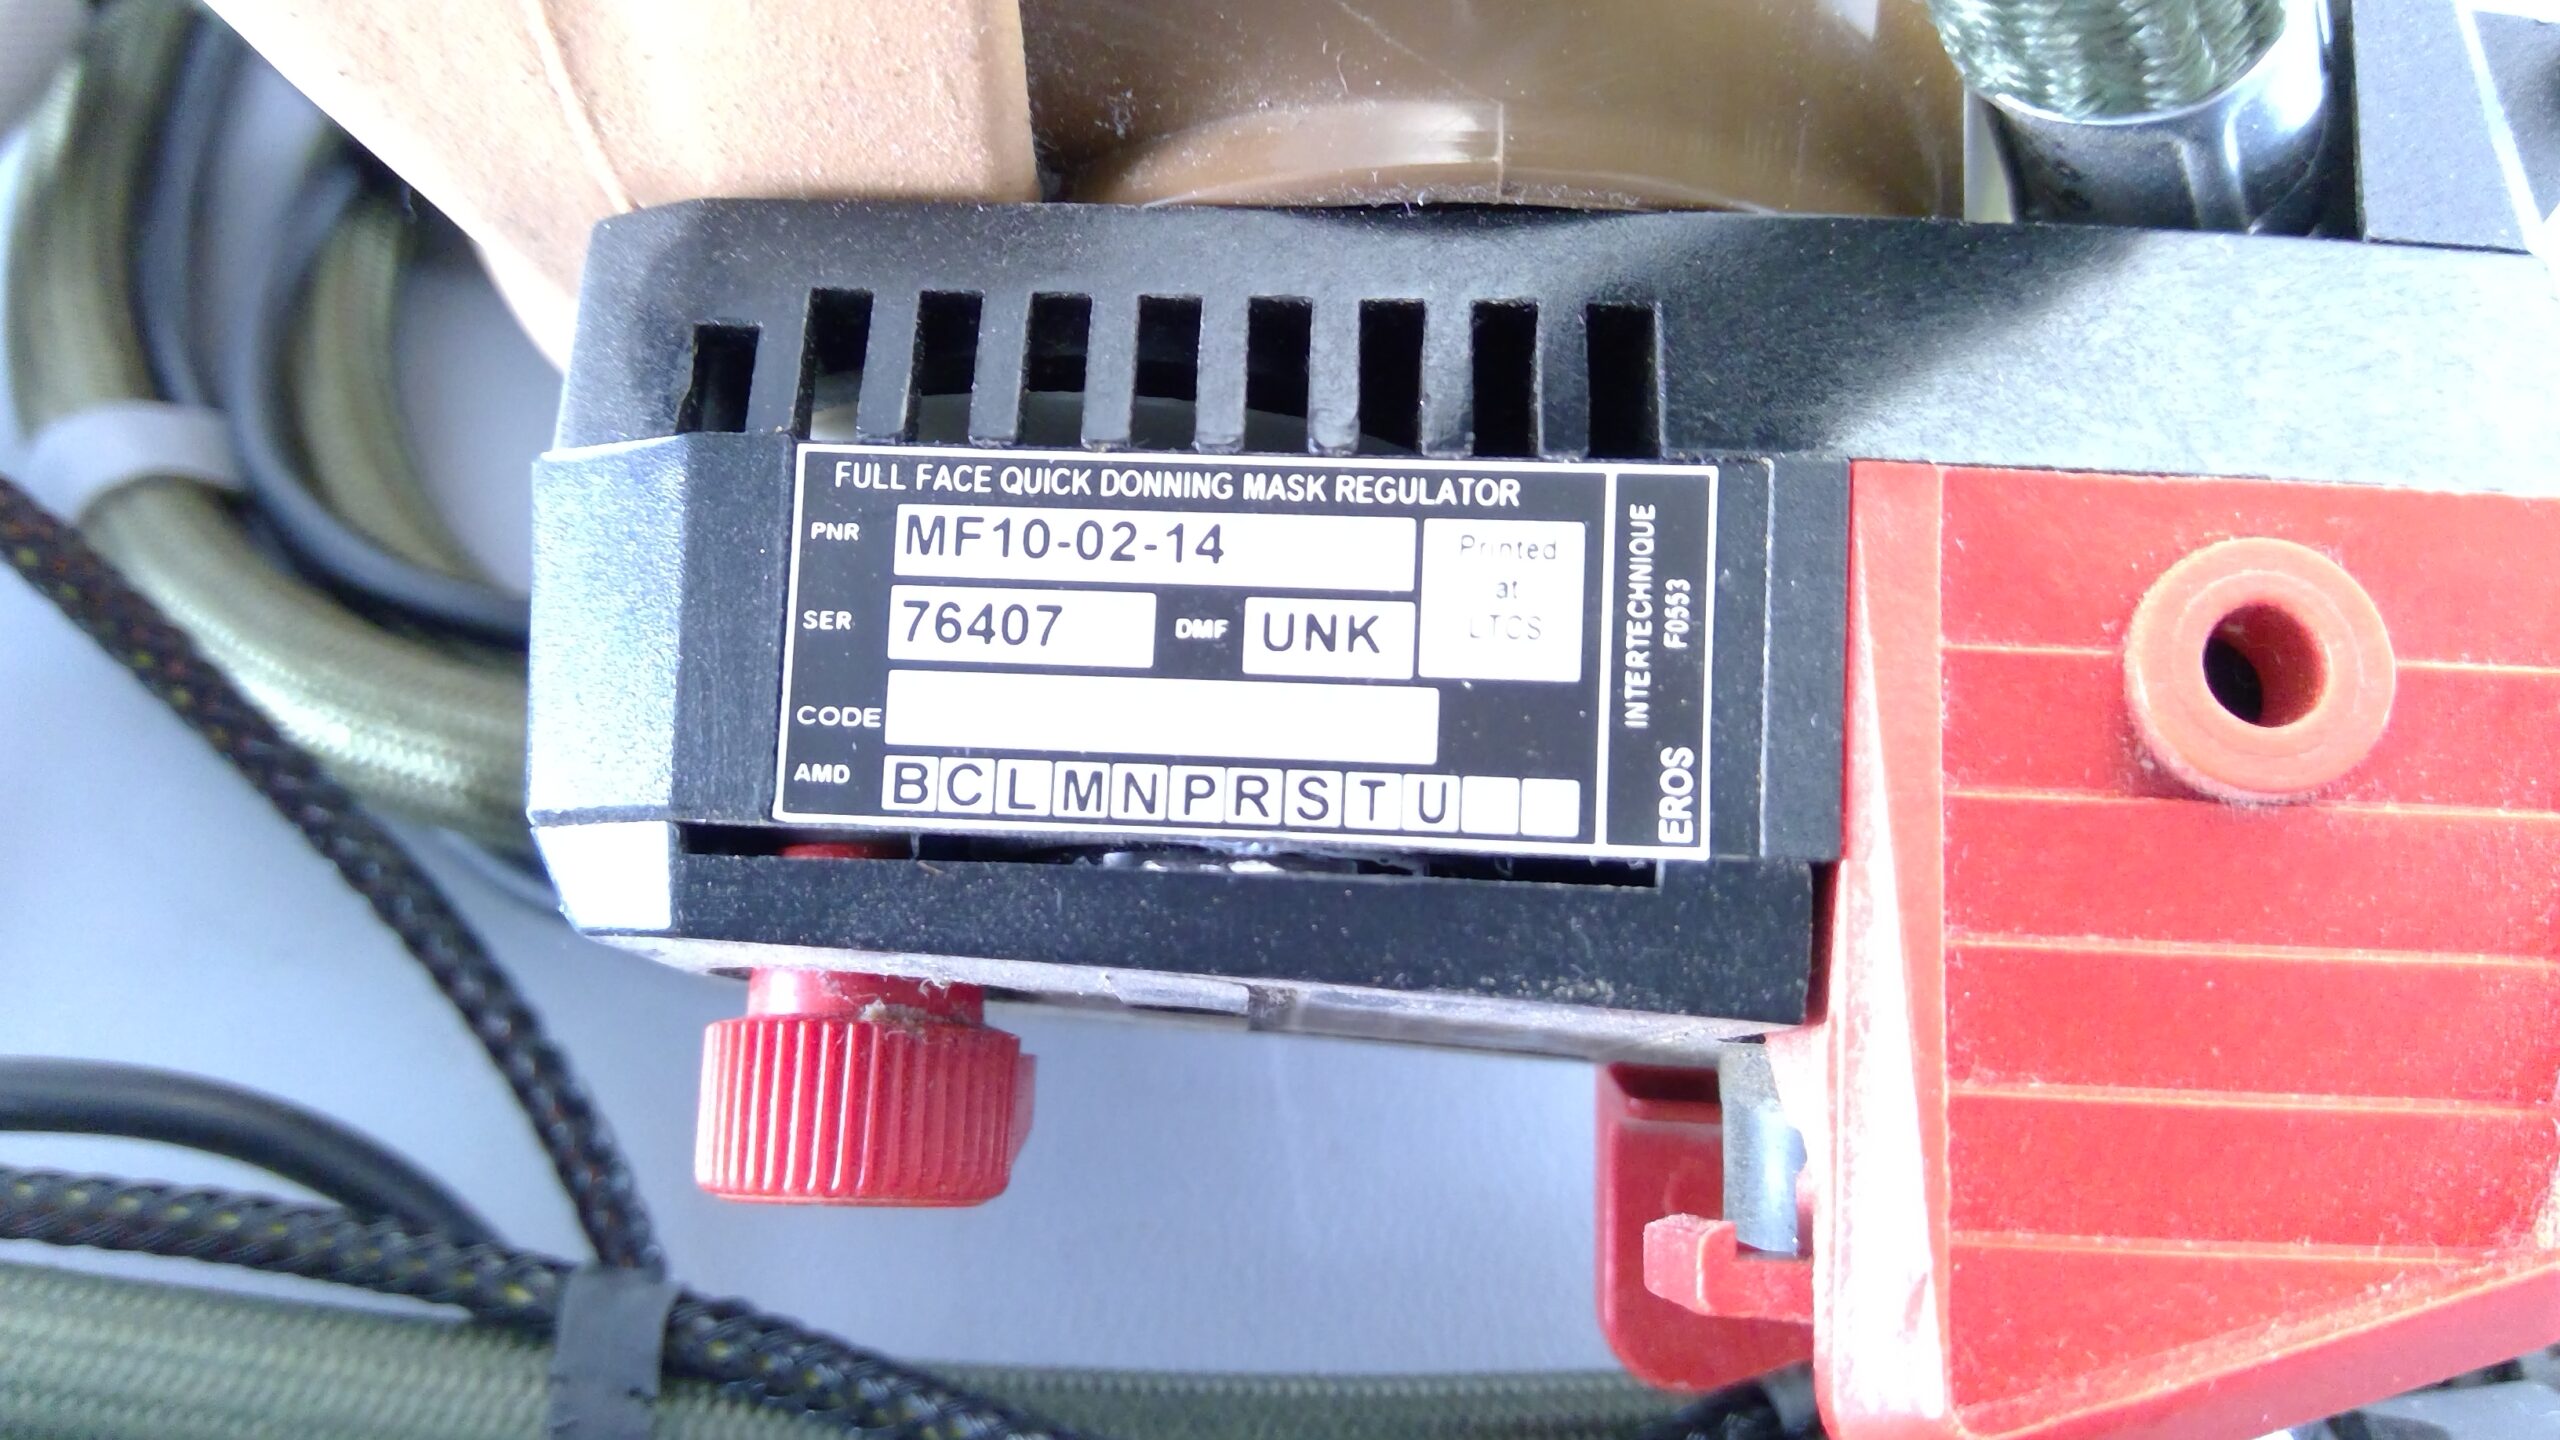 FULL FACE QUICK DONNING MASK REGULATOR
PNR MF10-02-14
Printed
at
LTCS
SER 76407 DMF UNK
CODE
AMD B C L M N P R S T U
INTERTECHNIQUE
F0553
EROS